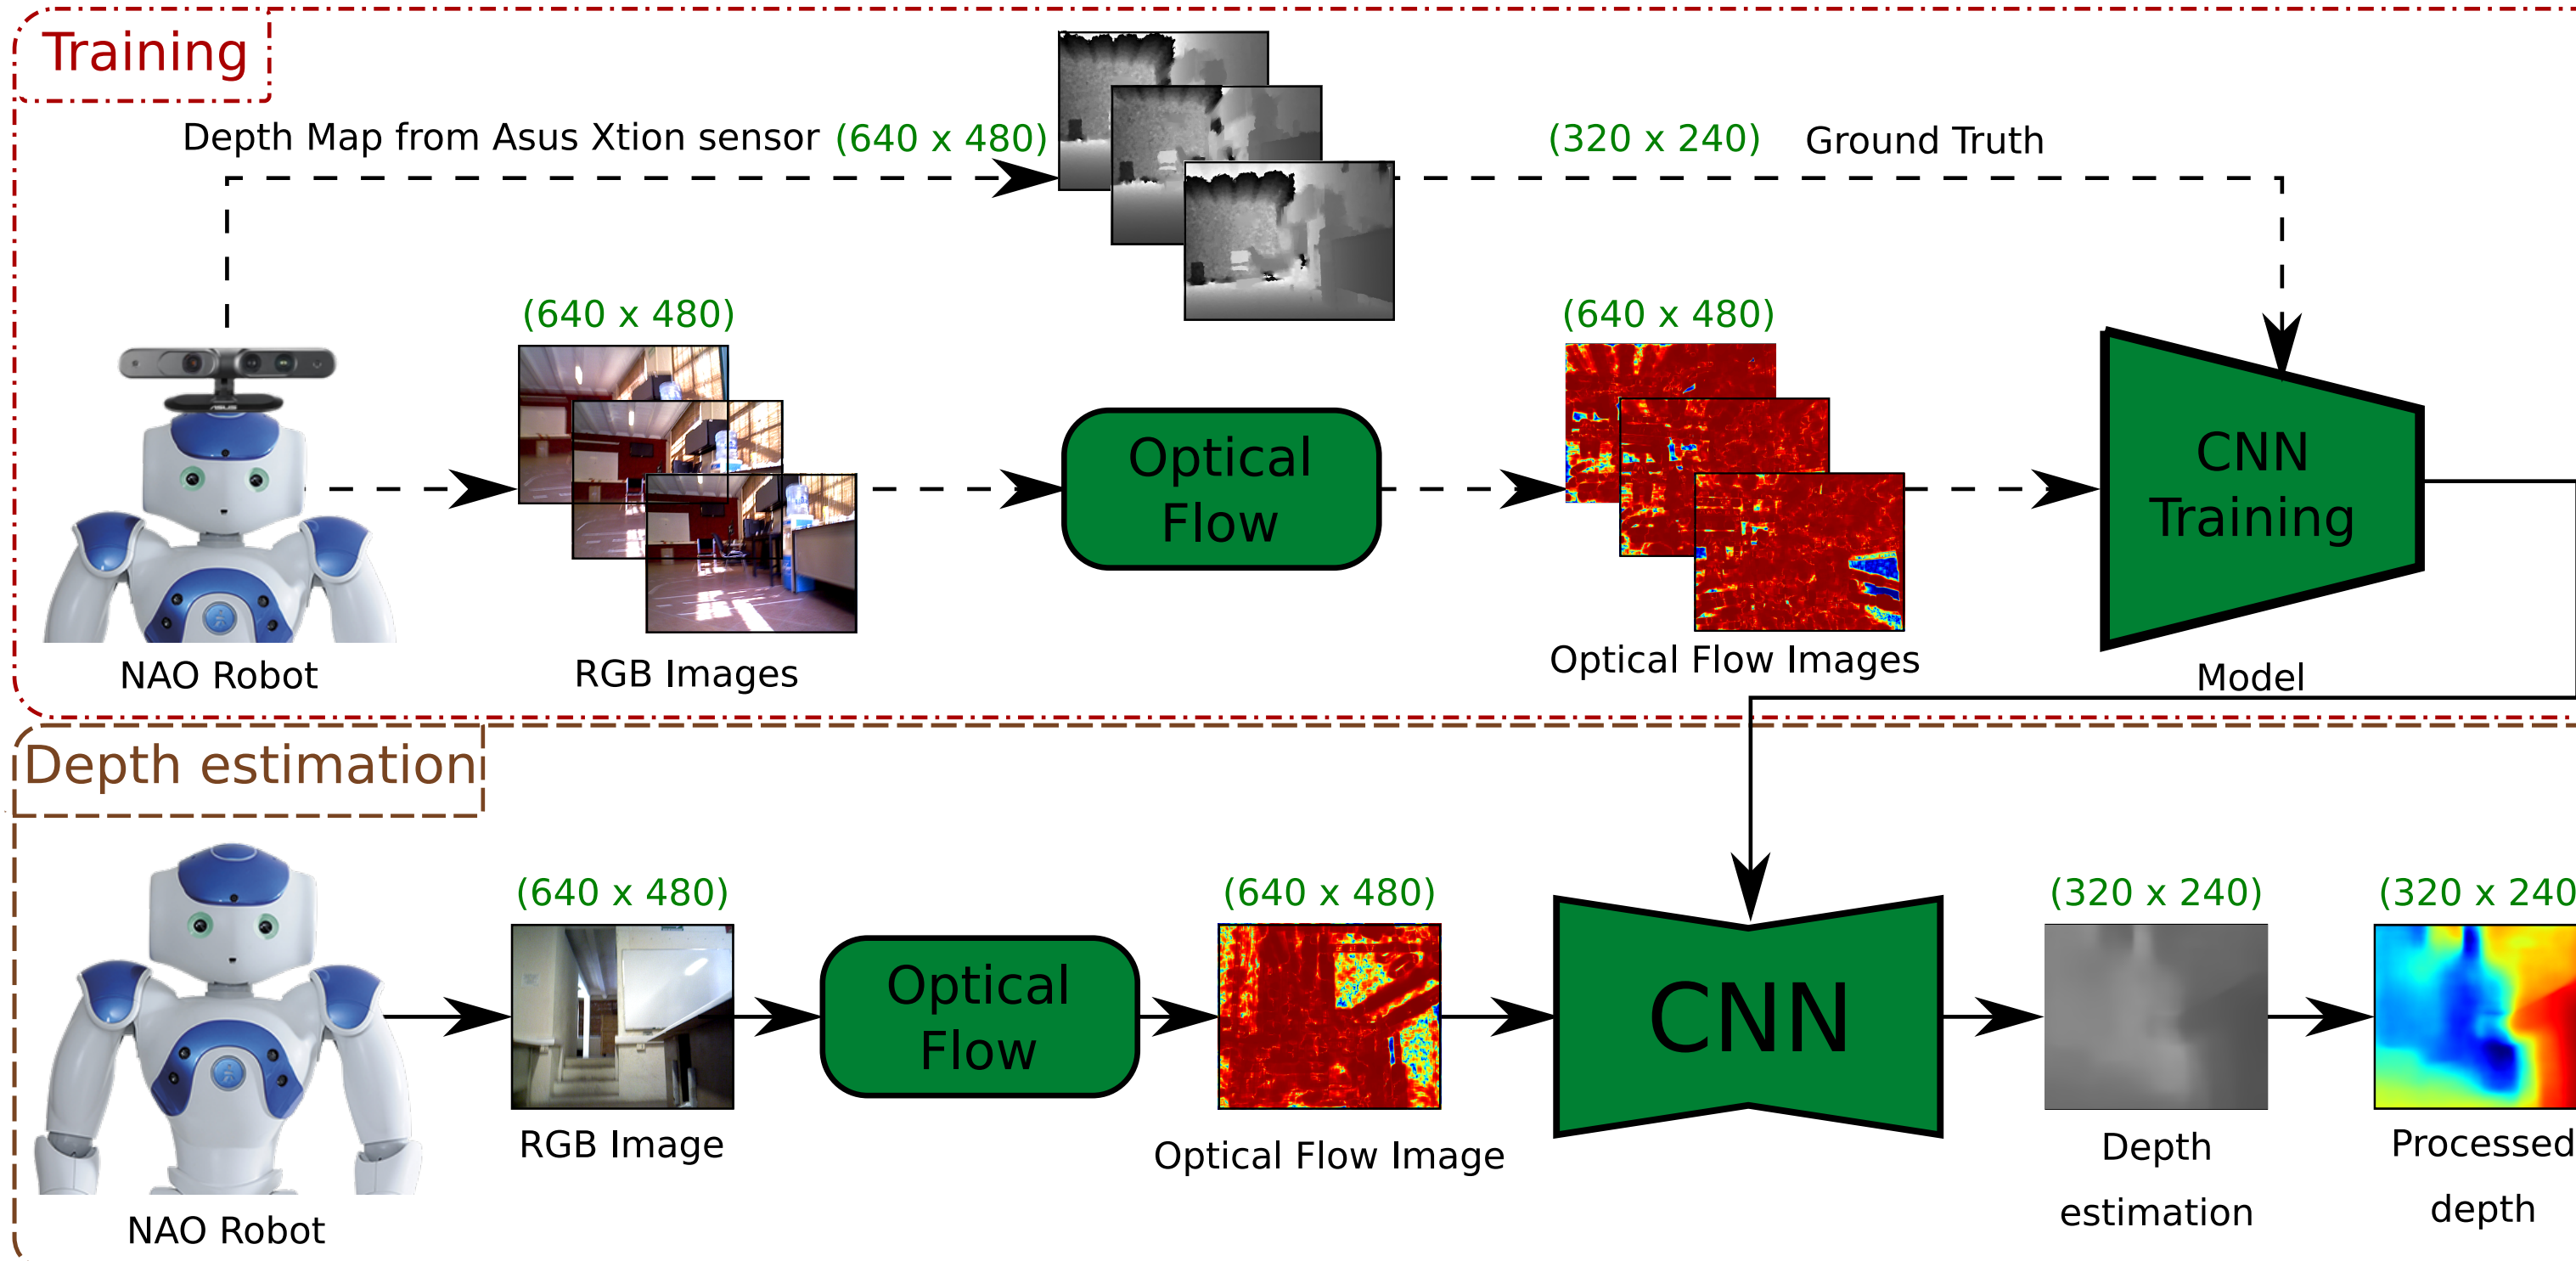 Training
Depth Map from Asus Xtion sensor (640 x 480)
(320 x 240) Ground Truth
(640 x 480)
(640 x 480)
Optical
Flow
CNN
Training
NAO Robot
RGB Images
Optical Flow Images
Model
Depth estimation
(640 x 480)
(640 x 480)
(320 x 240)
(320 x 240
Optical
Flow
CNN
RGB Image
Optical Flow Image
Depth
estimation
Processed
depth
NAO Robot